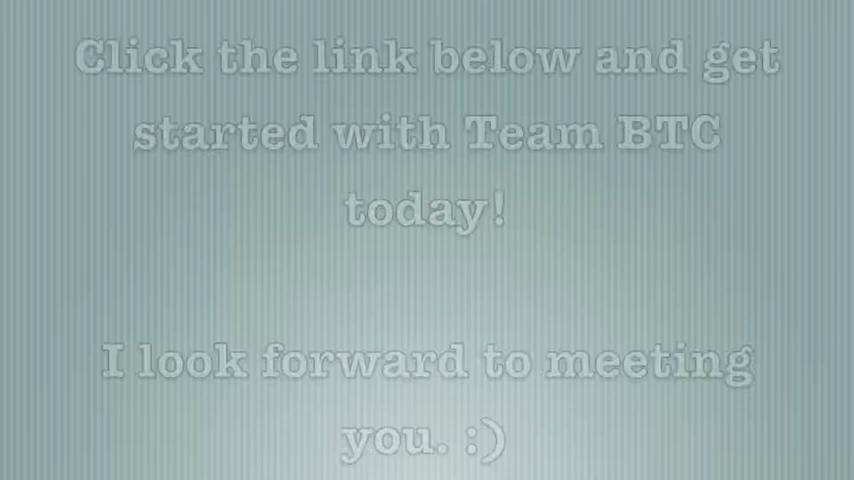 Click the link below and get
started with Team BTC
today!
I look forward to meeting
you. :)